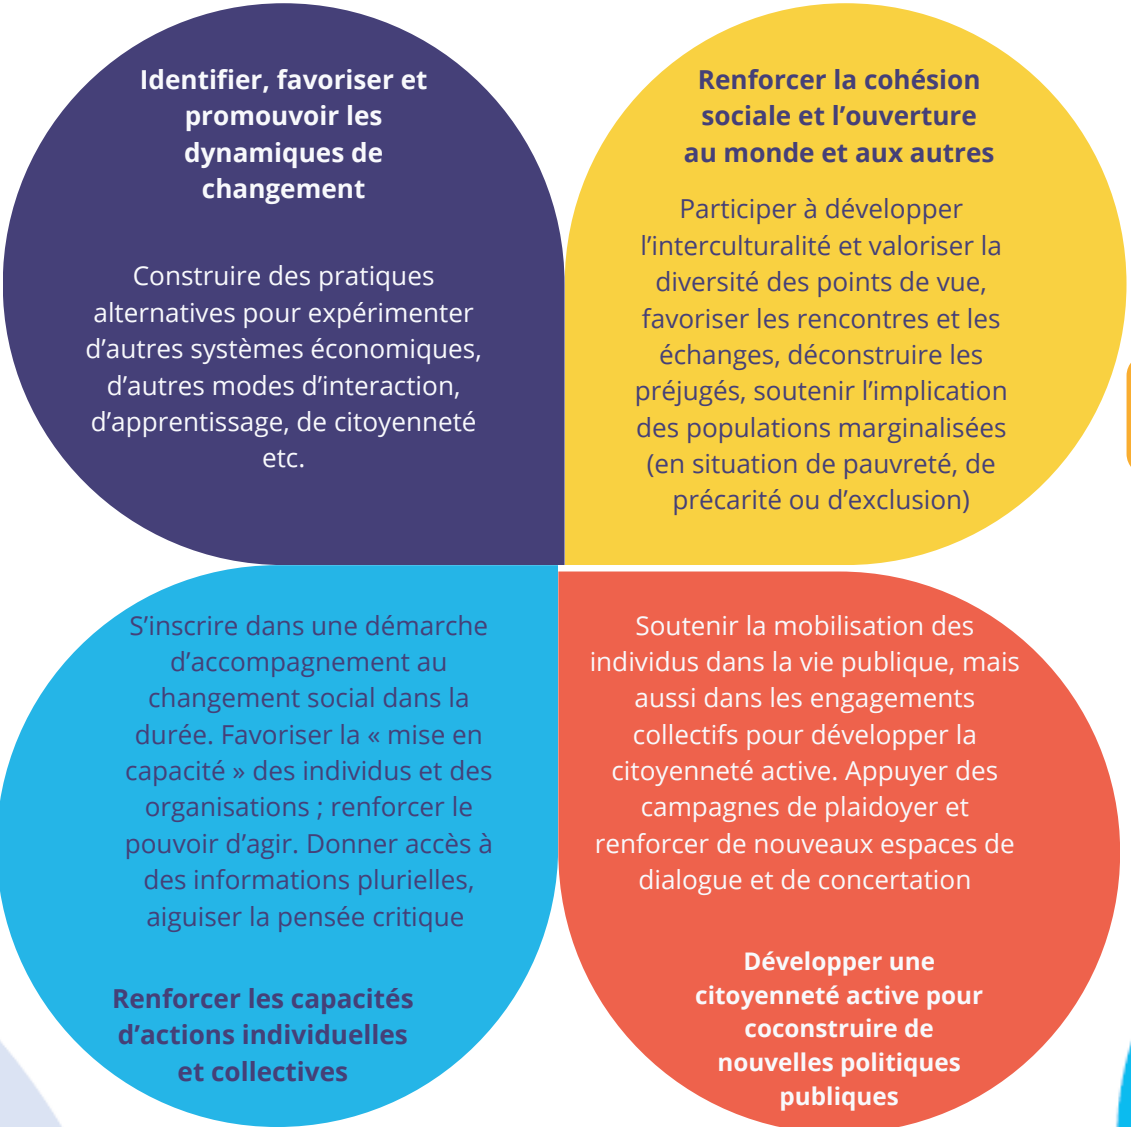 Identifier, favoriser et
promouvoir les
dynamiques de
changement
Construire des pratiques
alternatives pour expérimenter
d’autres systèmes économiques,
d’autres modes d’interaction,
d’apprentissage, de citoyenneté
etc.
Renforcer la cohésion
sociale et l’ouverture
au monde et aux autres
Participer à développer
l’interculturalité et valoriser la
diversité des points de vue,
favoriser les rencontres et les
échanges, déconstruire les
préjugés, soutenir l’implication
des populations marginalisées
(en situation de pauvreté, de
précarité ou d’exclusion)
S’inscrire dans une démarche
d’accompagnement au
changement social dans la
durée. Favoriser la « mise en
capacité » des individus et des
organisations ; renforcer le
pouvoir d’agir. Donner accès à
des informations plurielles,
aiguiser la pensée critique
Renforcer les capacités
d’actions individuelles
et collectives
Soutenir la mobilisation des
individus dans la vie publique, mais
aussi dans les engagements
collectifs pour développer la
citoyenneté active. Appuyer des
campagnes de plaidoyer et
renforcer de nouveaux espaces de
dialogue et de concertation
Développer une
citoyenneté active pour
coconstruire de
nouvelles politiques
publiques